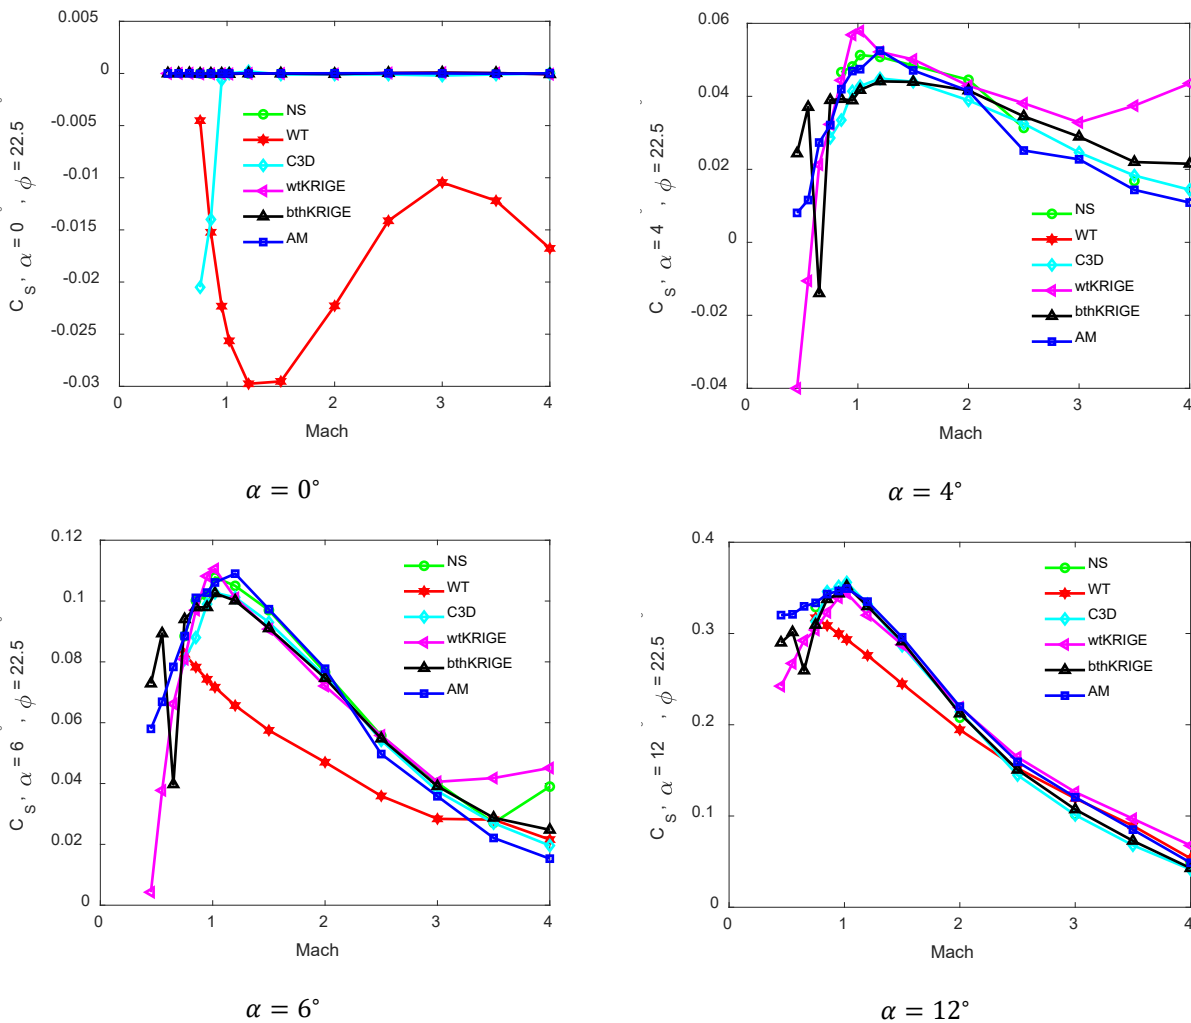 0.005
0
-0.005
-0.01
-0.015
-0.02
-0.025
-0.03
0 1 2 3 4
Mach
C s, α = 0°, ϕ = 22.5°
NS
WT
C3D
wtKRIGE
bthKRIGE
AM
α = 0°
0.06
0.04
0.02
0
-0.02
-0.04
0 1 2 3 4
Mach
C s, α = 4°, ϕ = 22.5°
NS
WT
C3D
wtKRIGE
bthKRIGE
AM
α = 4°
0.12
0.1
0.08
0.06
0.04
0.02
0
0 1 2 3 4
Mach
C s, α = 6°, ϕ = 22.5°
NS
WT
C3D
wtKRIGE
bthKRIGE
AM
α = 6°
0.4
0.3
0.2
0.1
0
0 1 2 3 4
Mach
C s, α = 12°, ϕ = 22.5°
NS
WT
C3D
wtKRIGE
bthKRIGE
AM
α = 12°